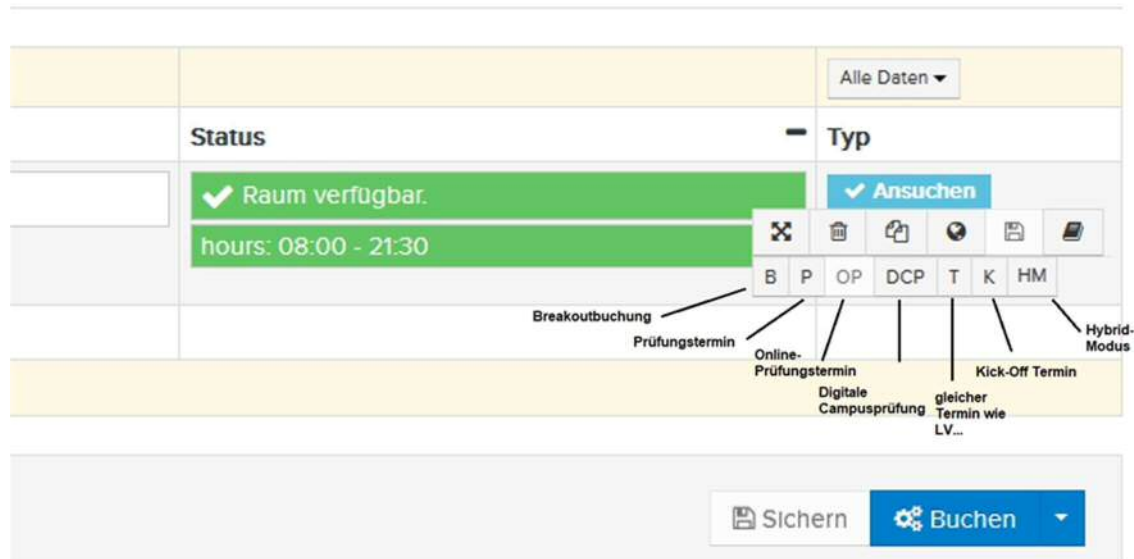 Alle Daten
Status
Typ
Raum verfügbar.
Ansuchen
hours: 08:00 - 21:30
B P OP DCP T K HM
Breakoutbuchung
Prüfungstermin
Online-
Prüfungstermin
Digitale
Campusprüfung
gleicher
Termin wie
LV...
Kick-Off Termin
Hybrid-
Modus
Sichern
Buchen